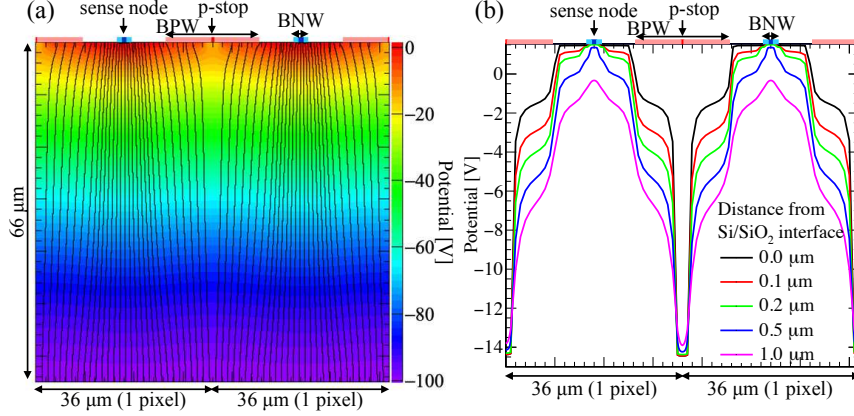 (a)
sense node
p-stop
BPW
BNW
0
−20
−40
−60
−80
−100
Potential [V]
99 μm
36 μm (1 pixel)
36 μm (1 pixel)
(b)
sense node
p-stop
BPW
BNW
0
−2
−4
−6
−8
−10
−12
−14
Potential [V]
Distance from
Si/SiO2 interface
0.0 μm
0.1 μm
0.2 μm
0.5 μm
1.0 μm
36 μm (1 pixel)
36 μm (1 pixel)